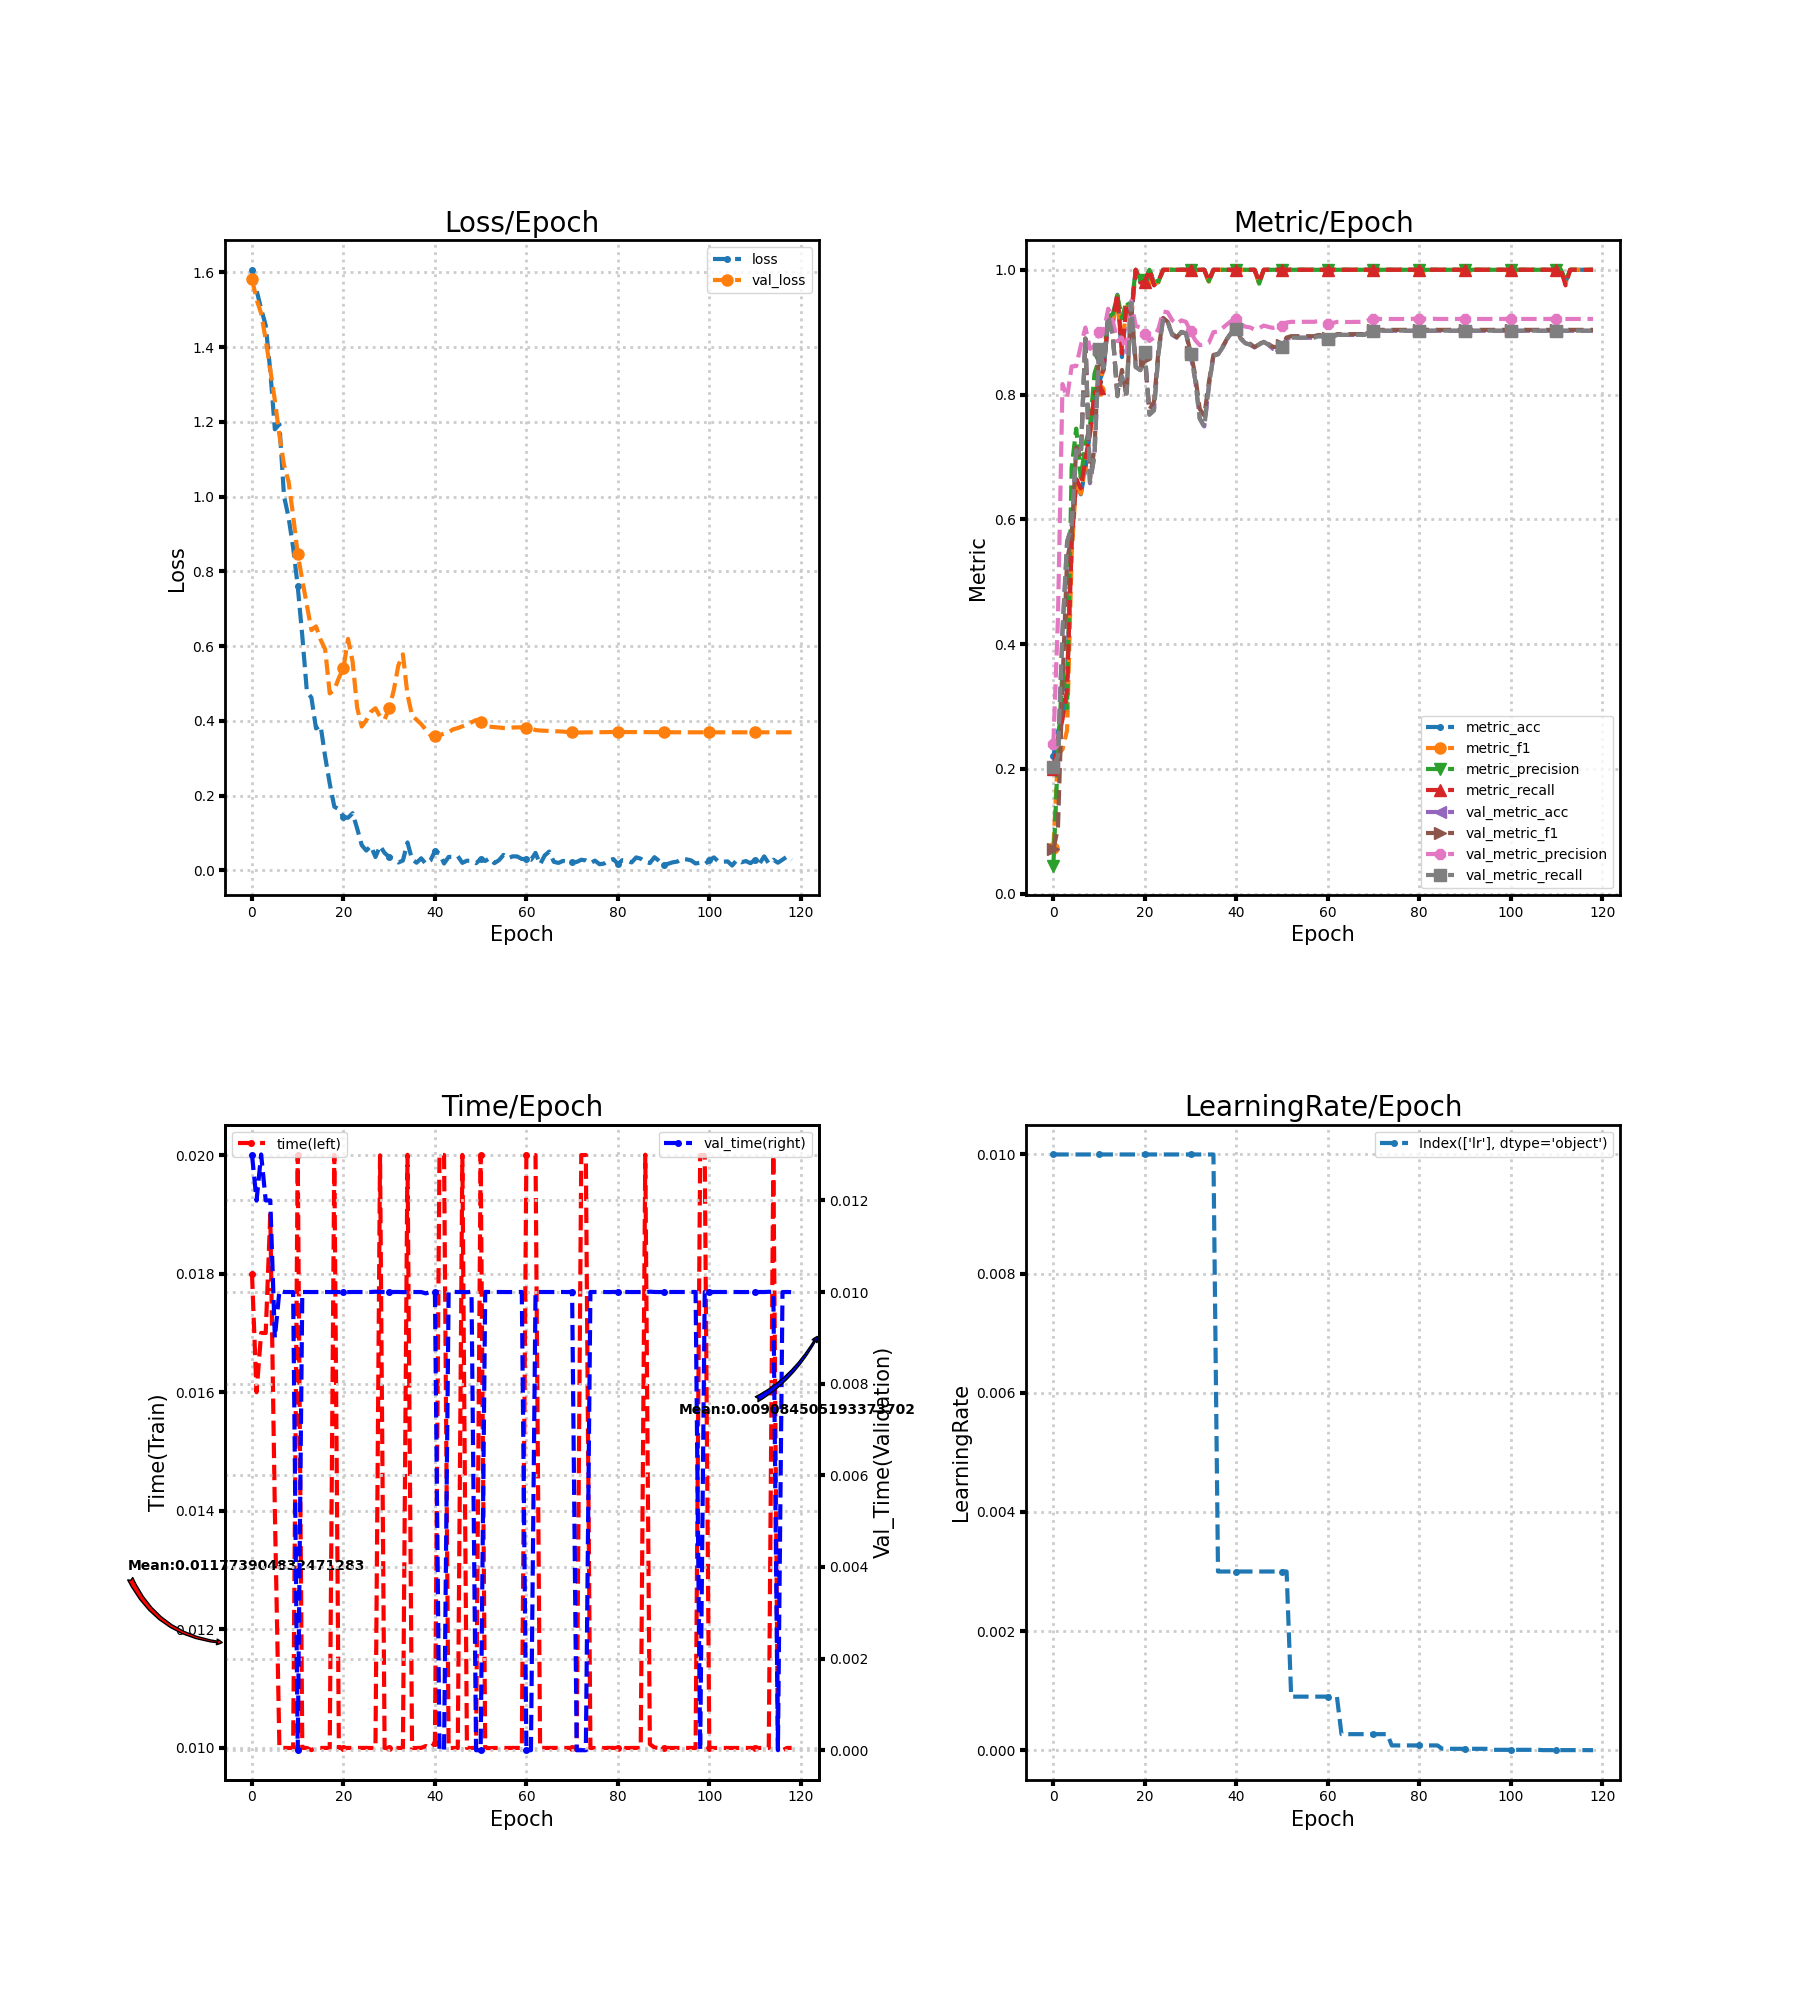 Loss/Epoch
loss
val_loss
1.6
1.4
1.2
1.0
0.8
0.6
0.4
0.2
0.0
Loss
0 20 40 60 80 100 120
Epoch
Metric/Epoch
1.0
0.8
0.6
0.4
0.2
0.0
Metric
metric_acc
metric_f1
metric_precision
metric_recall
val_metric_acc
val_metric_f1
val_metric_precision
val_metric_recall
0 20 40 60 80 100 120
Epoch
Time/Epoch
time(left)
val_time(right)
0.020
0.018
0.016
0.014
0.012
0.010
Time(Train)
0.012
0.010
0.008
0.006
0.004
0.002
0.000
Val_Time(Validation)
Mean:0.011773904832471283
0 20 40 60 80 100 120
Epoch
LearningRate/Epoch
Index(['lr'], dtype='object')
0.010
0.008
0.006
0.004
0.002
0.000
LearningRate
0 20 40 60 80 100 120
Epoch